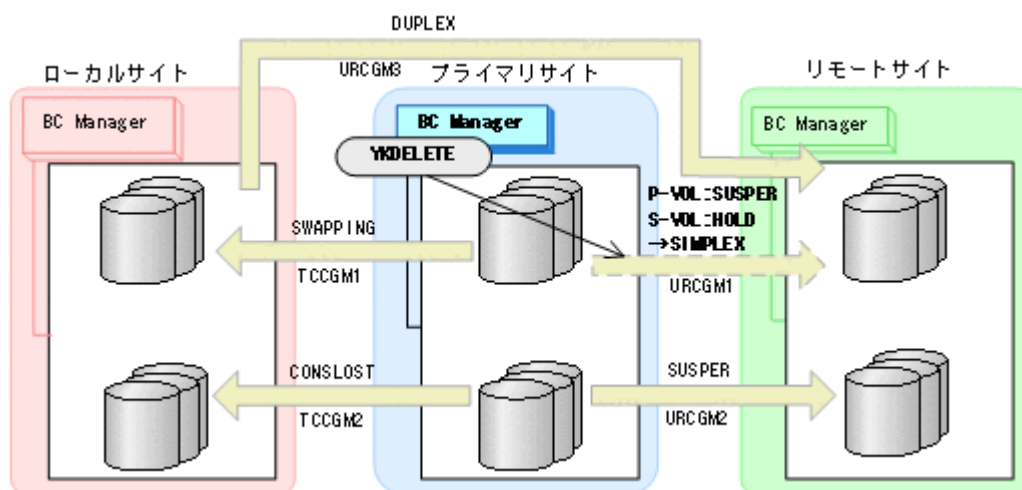 DUPLEX
URCGM3
ローカルサイト
プライマリサイト
リモートサイト
BC Manager
BC Manager
BC Manager
YKDELETE
P-VOL:SUSPER
S-VOL:HOLD
→SIMPLEX
SWAPPING
TCCGM1
URCGM1
CONSLOST
TCCGM2
SUSPER
URCGM2